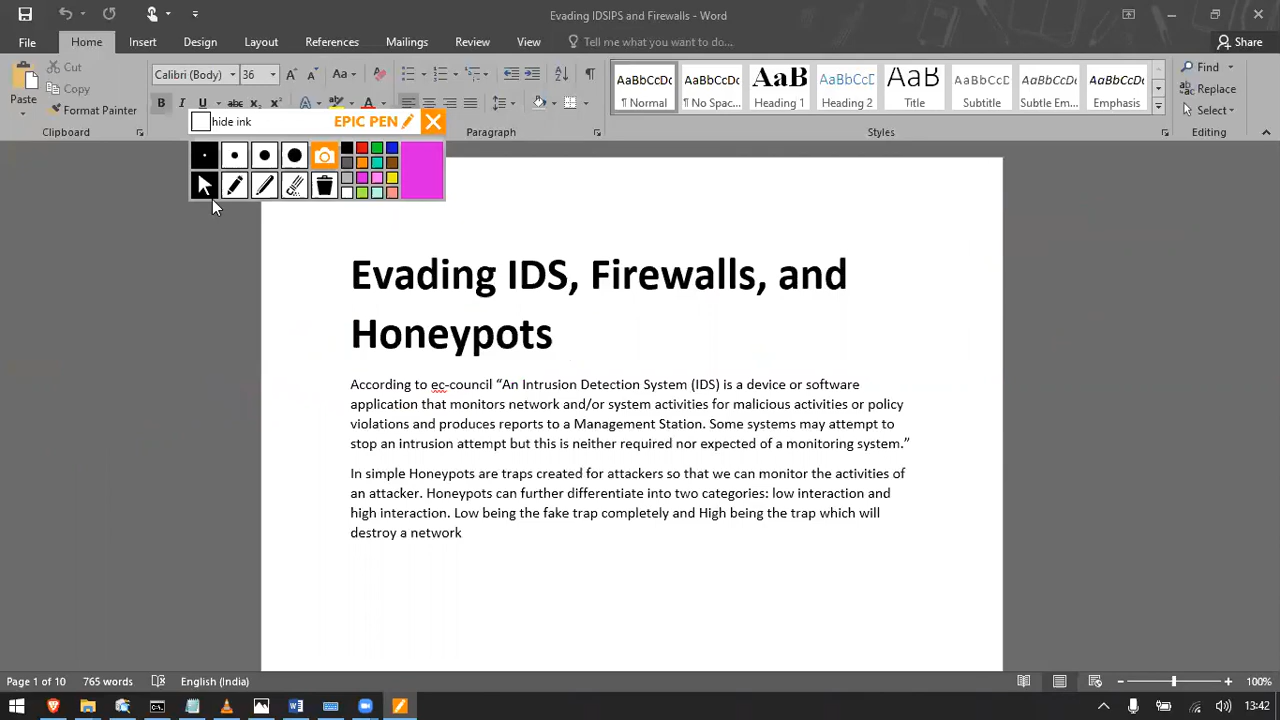 Evading IDSIPS and Firewalls - Word
File Home Insert Design Layout References Mailings Review View Tell me what you want to do... Share
Paste
Cut
Copy
Format Painter
Clipboard
Calibri (Body) 36
Aa
B I U abc x₂
hide ink EPIC PEN
Paragraph
AaBbCcDc
¶ Normal
AaBbCcDc
¶ No Spac...
AaB
Heading 1
AaBbCcD
Heading 2
AaB
Title
AaBbCcD
Subtitle
AaBbCcDc
Subtle Em...
AaBbCcDc
Emphasis
Styles
Find
Replace
Select
Editing
Evading IDS, Firewalls, and
Honeypots
According to ec-council “An Intrusion Detection System (IDS) is a device or software
application that monitors network and/or system activities for malicious activities or policy
violations and produces reports to a Management Station. Some systems may attempt to
stop an intrusion attempt but this is neither required nor expected of a monitoring system.”
In simple Honeypots are traps created for attackers so that we can monitor the activities of
an attacker. Honeypots can further differentiate into two categories: low interaction and
high interaction. Low being the fake trap completely and High being the trap which will
destroy a network
Page 1 of 10 765 words English (India) 100%
13:42